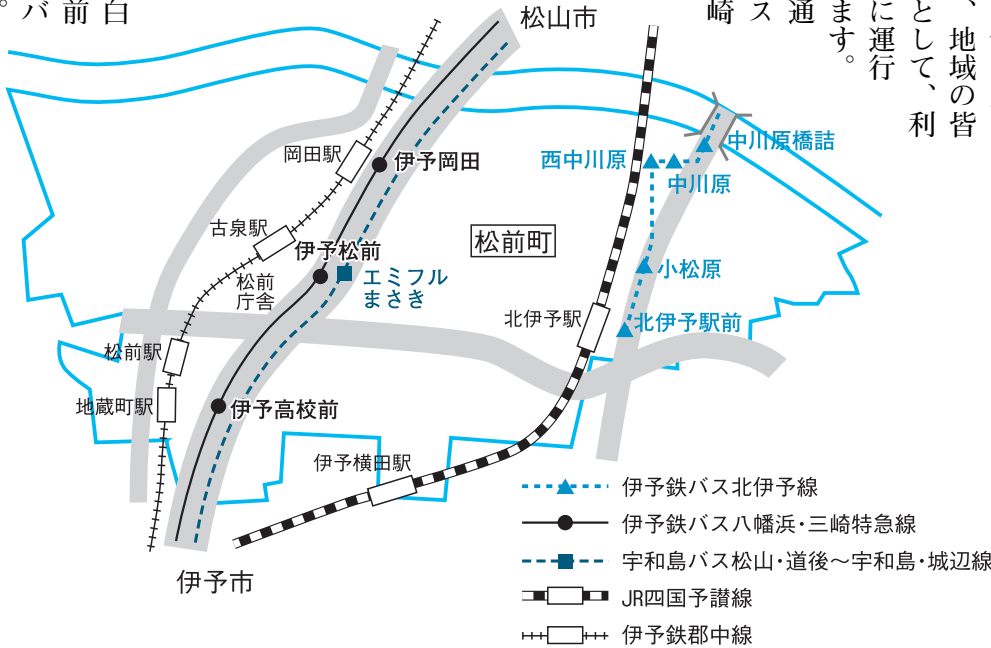 、地域の皆
として、利
に運行
ます。
通
ス
崎
白
前
バ
。
松山市
中川原橋詰
西中川原
中川原
岡田駅
伊予岡田
古泉駅
伊予松前
松前町
小松原
エミフル
まさき
松前
庁舎
北伊予駅
北伊予駅前
松前駅
地蔵町駅
伊予高校前
伊予横田駅
伊予市
伊予鉄バス北伊予線
伊予鉄バス八幡浜・三崎特急線
宇和島バス松山・道後～宇和島・城辺線
JR四国予讃線
伊予鉄郡中線